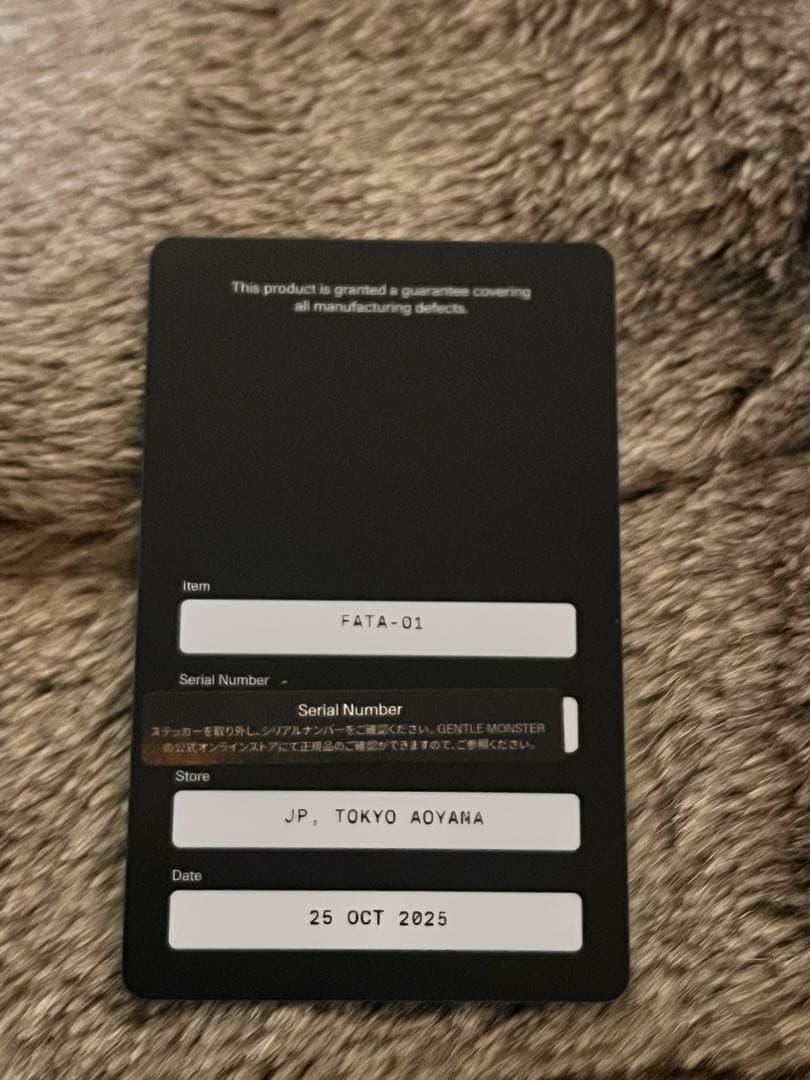 This product is granted a guarantee covering
all manufacturing defects.
Item
FATA-01
Serial Number
Serial Number
ステッカーを取り外し、シリアルナンバーをご確認ください。GENTLE MONSTER
の公式オンラインストアにて正規品のご確認ができますので、ご参照ください。
Store
JP, TOKYO AOYAMA
Date
25 OCT 2025